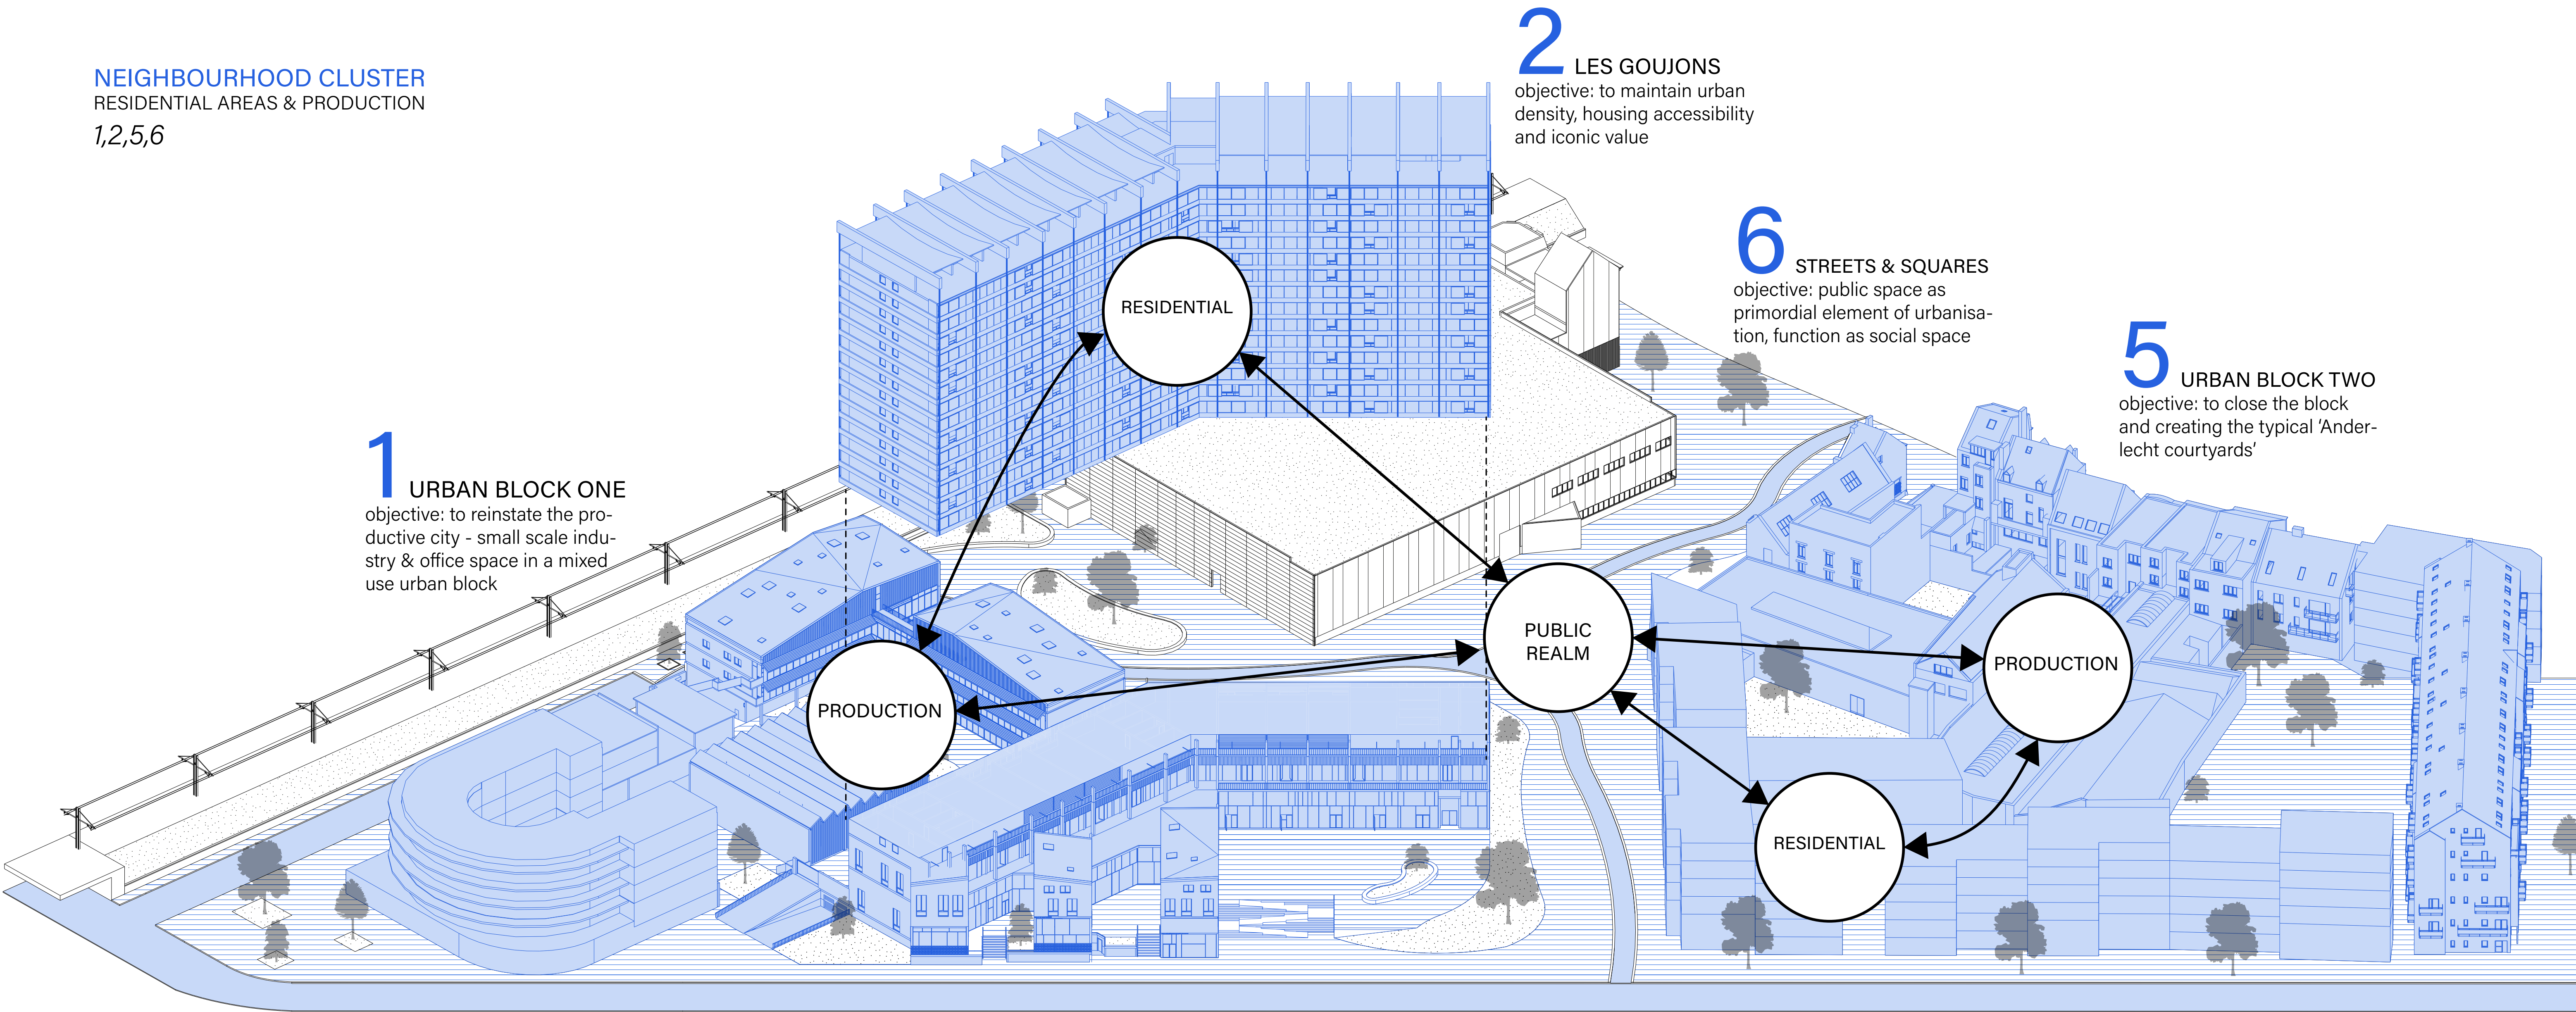 NEIGHBOURHOOD CLUSTER
RESIDENTIAL AREAS & PRODUCTION
1,2,5,6
2 LES GOUJONS
objective: to maintain urban
density, housing accessibility
and iconic value
6 STREETS & SQUARES
objective: public space as
primordial element of urbanisa-
tion, function as social space
5 URBAN BLOCK TWO
objective: to close the block
and creating the typical ‘Ander-
lecht courtyards’
1 URBAN BLOCK ONE
objective: to reinstate the pro-
ductive city - small scale indu-
stry & office space in a mixed
use urban block
RESIDENTIAL
PUBLIC
REALM
PRODUCTION
PRODUCTION
RESIDENTIAL